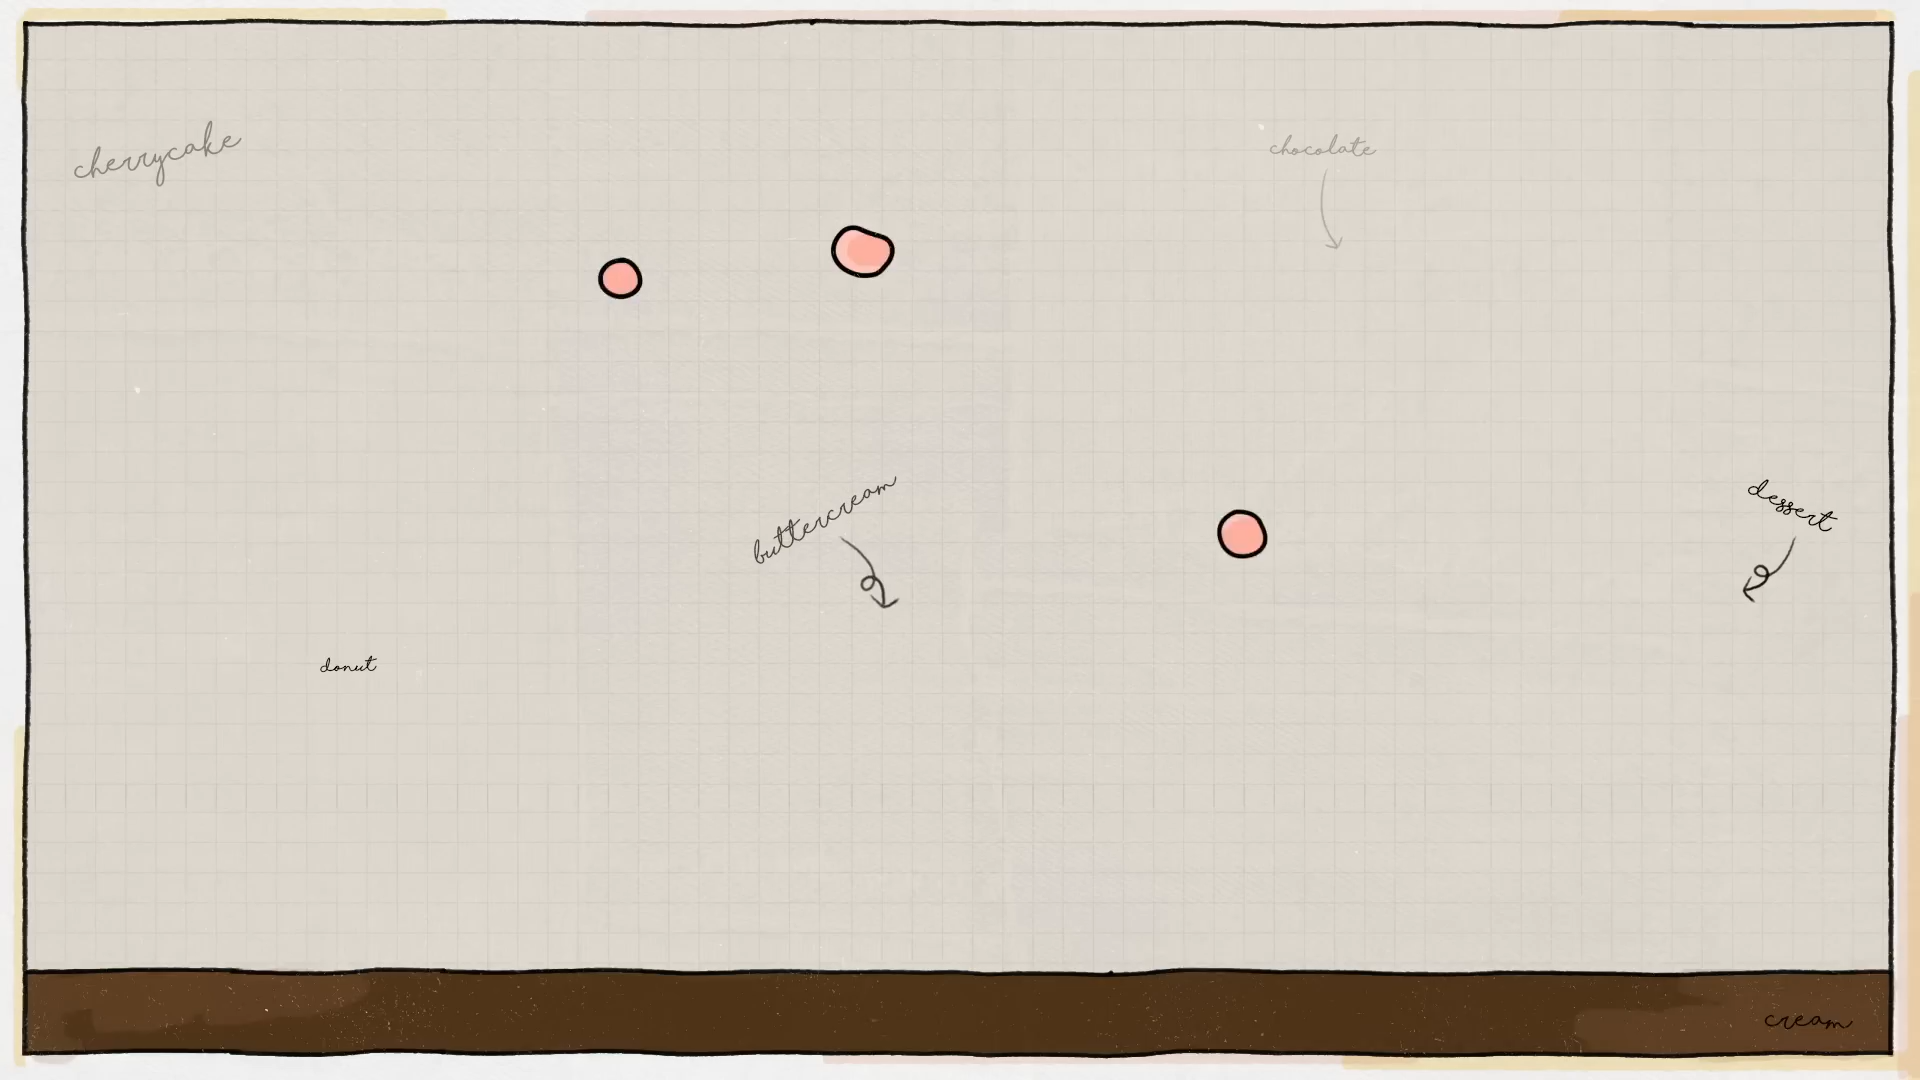 cherrycake
chocolate
buttercream
dessert
donut
cream